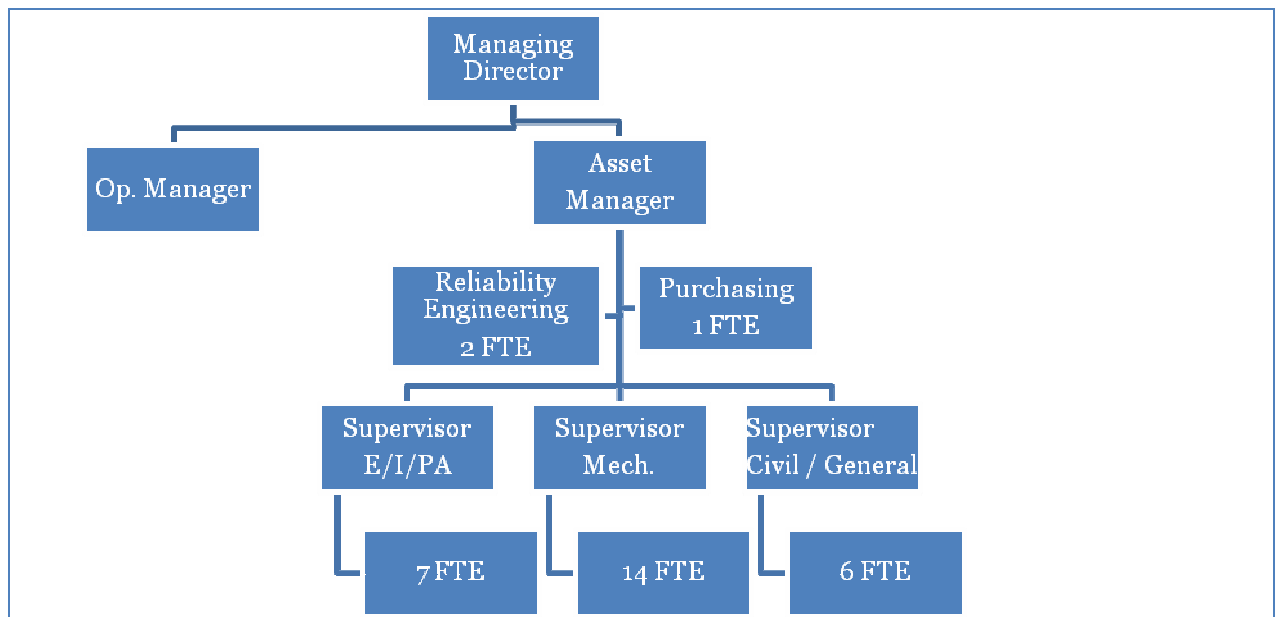 Managing
Director
Op. Manager
Asset
Manager
Reliability
Engineering
2 FTE
Purchasing
1 FTE
Supervisor
E/I/PA
Supervisor
Mech.
Supervisor
Civil / General
7 FTE
14 FTE
6 FTE